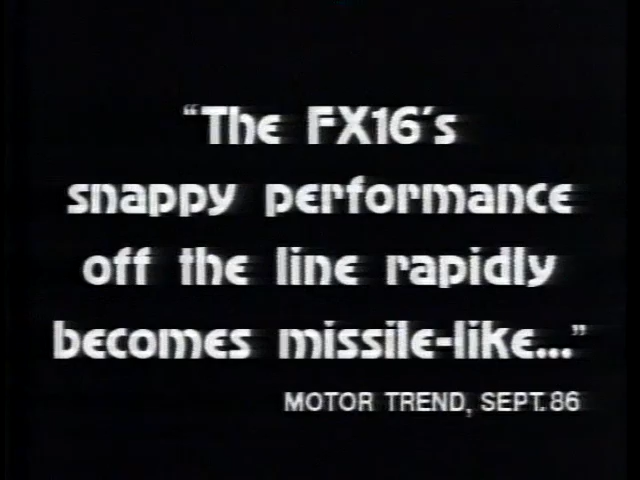 “The FX16's
snappy performance
off the line rapidly
becomes missile-like...”
MOTOR TREND, SEPT. 86